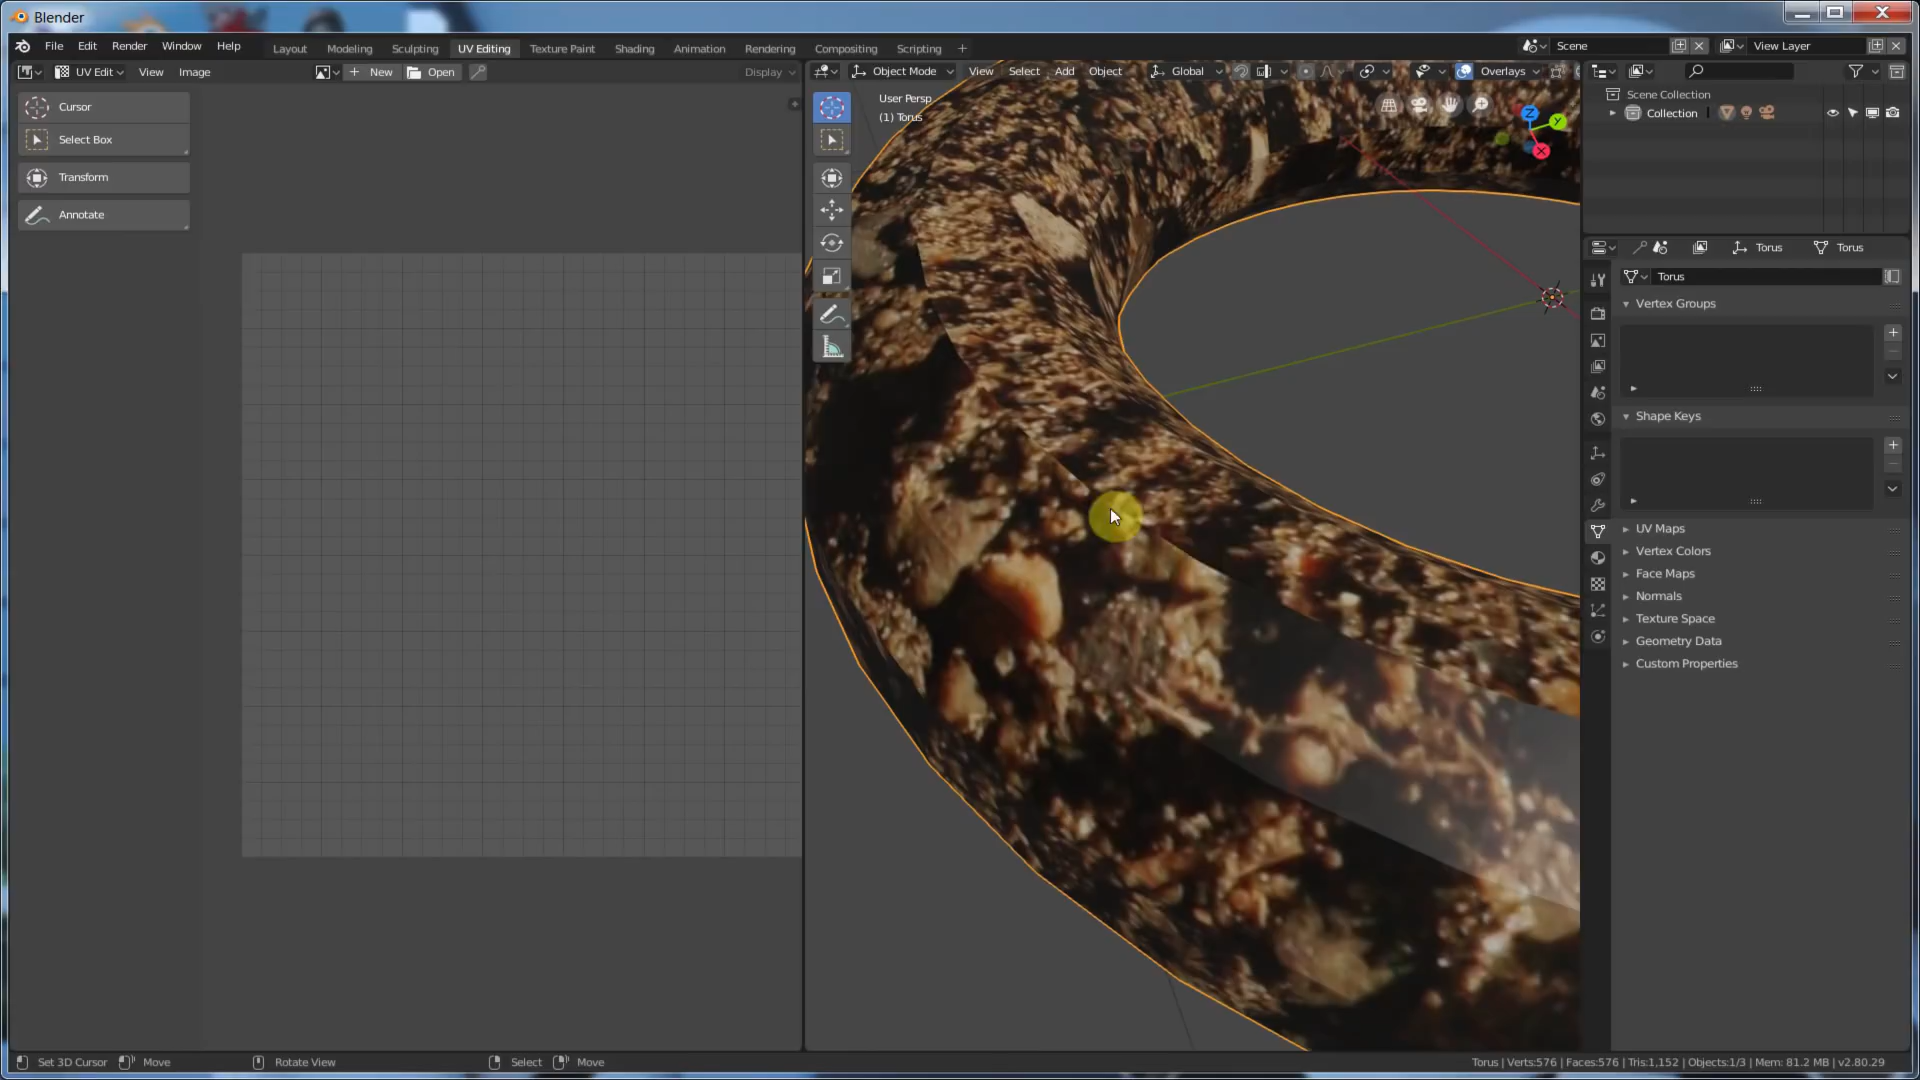 Blender
File Edit Render Window Help
Layout Modeling Sculpting UV Editing Texture Paint Shading Animation Rendering Compositing Scripting +
Scene
View Layer
UV Edit View Image
+ New Open
Display
Object Mode View Select Add Object
Global
Overlays
Cursor
Select Box
Transform
Annotate
User Persp
(1) Torus
Z
Y
X
Scene Collection
Collection
Torus Torus
Torus
Vertex Groups
Shape Keys
UV Maps
Vertex Colors
Face Maps
Normals
Texture Space
Geometry Data
Custom Properties
Set 3D Cursor Move Rotate View Select Move
Torus | Verts:576 | Faces:576 | Tris:1,152 | Objects:1/3 | Mem: 81.2 MB | v2.80.29